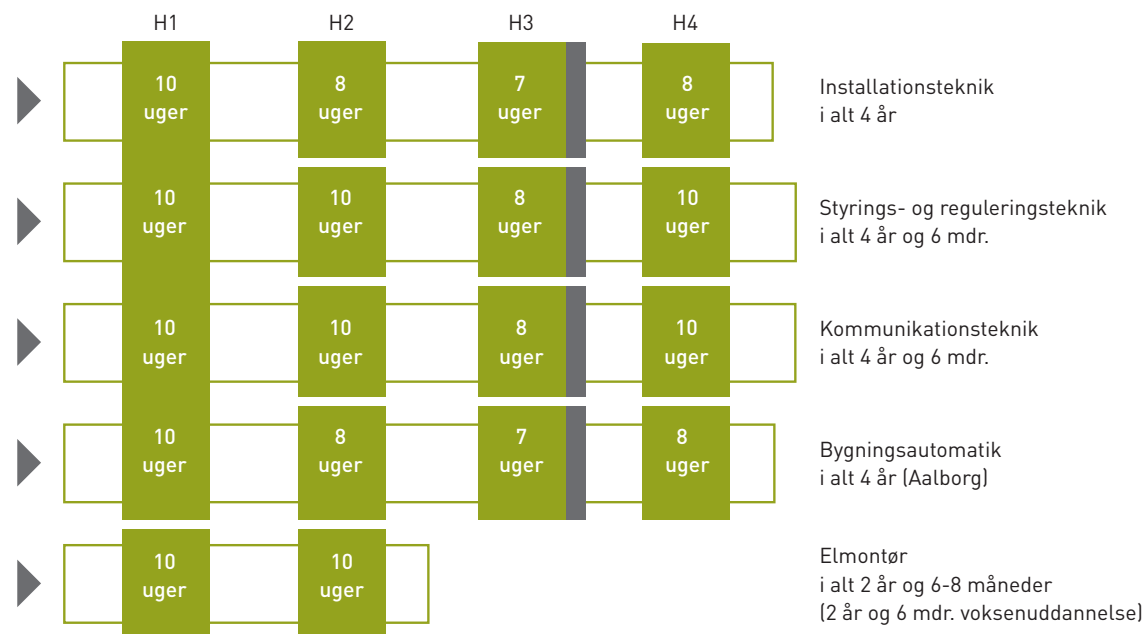 H1 H2 H3 H4
10 8 7 8
uger uger uger uger
Installationsteknik
i alt 4 år
10 10 8 10
uger uger uger uger
Styrings- og reguleringsteknik
i alt 4 år og 6 mdr.
10 10 8 10
uger uger uger uger
Kommunikationsteknik
i alt 4 år og 6 mdr.
10 8 7 8
uger uger uger uger
Bygningsautomatik
i alt 4 år (Aalborg)
10 10
uger uger
Elmontør
i alt 2 år og 6-8 måneder
(2 år og 6 mdr. voksenuddannelse)